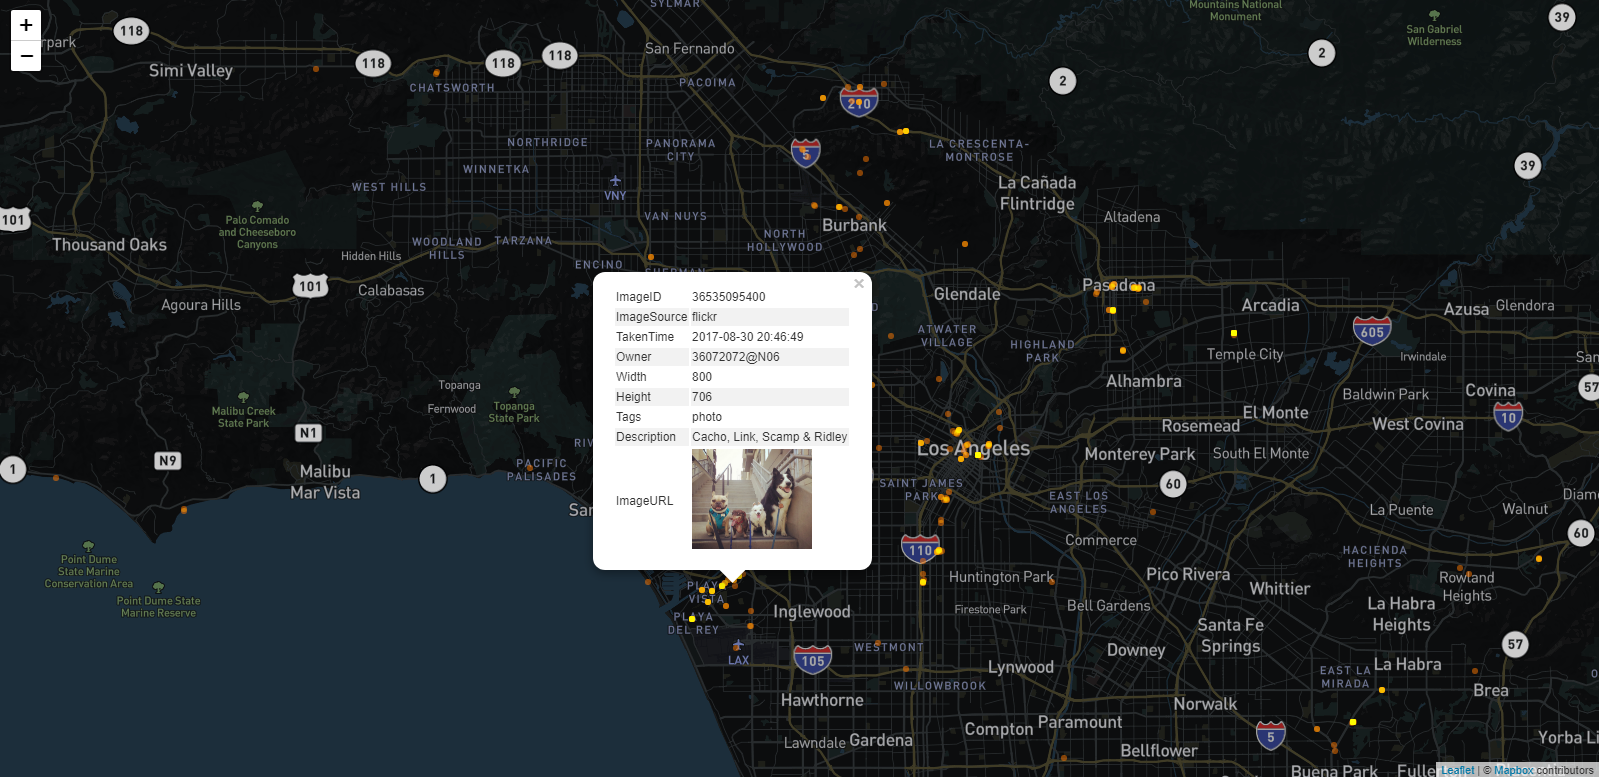 +
−
SYLMAR
Mountains National
Monument
San Gabriel
Wilderness
39
118
118
118
118
2
2
San Fernando
Simi Valley
CHATSWORTH
PACOIMA
210
NORTHRIDGE
PANORAMA
CITY
5
LA CRESCENTA-
MONTROSE
WINNETKA
39
WEST HILLS
VNY
La Cañada
Flintridge
101
Palo Comado
and Cheeseboro
Canyons
VAN NUYS
Burbank
Altadena
Thousand Oaks
WOODLAND
HILLS
TARZANA
NORTH
HOLLYWOOD
Hidden Hills
ENCINO
101
Calabasas
Agoura Hills
Glendale
Pasadena
Arcadia
Azusa
Glendora
ATWATER
VILLAGE
HIGHLAND
PARK
605
Temple City
Irwindale
Alhambra
Topanga
Fernwood
Topanga
State Park
Malibu Creek
State Park
Baldwin Park
Covina
57
El Monte
10
Rosemead
West Covina
N1
N9
Los Angeles
Monterey Park
South El Monte
1
1
Malibu
Mar Vista
PACIFIC
PALISADES
SAINT JAMES
PARK
EAST LOS
ANGELES
60
La Puente
Walnut
60
Commerce
110
HACIENDA
HEIGHTS
Point Dume
State Marine
Conservation Area
Point Dume State
Marine Reserve
Huntington Park
Pico Rivera
Whittier
Rowland
Heights
PLAYA
VISTA
PLAYA
DEL REY
Inglewood
Firestone Park
Bell Gardens
La Habra
Heights
Santa Fe
Springs
LAX
105
WESTMONT
Downey
57
Lynwood
EAST LA
MIRADA
La Habra
WILLOWBROOK
Brea
Hawthorne
Norwalk
Compton
Paramount
Lawndale
Gardena
Bellflower
5
Buena Park
ImageID 36535095400
ImageSource flickr
TakenTime 2017-08-30 20:46:49
Owner 36072072@N06
Width 800
Height 706
Tags photo
Description Cacho, Link, Scamp & Ridley
ImageURL
×
Leaflet | © Mapbox contributors